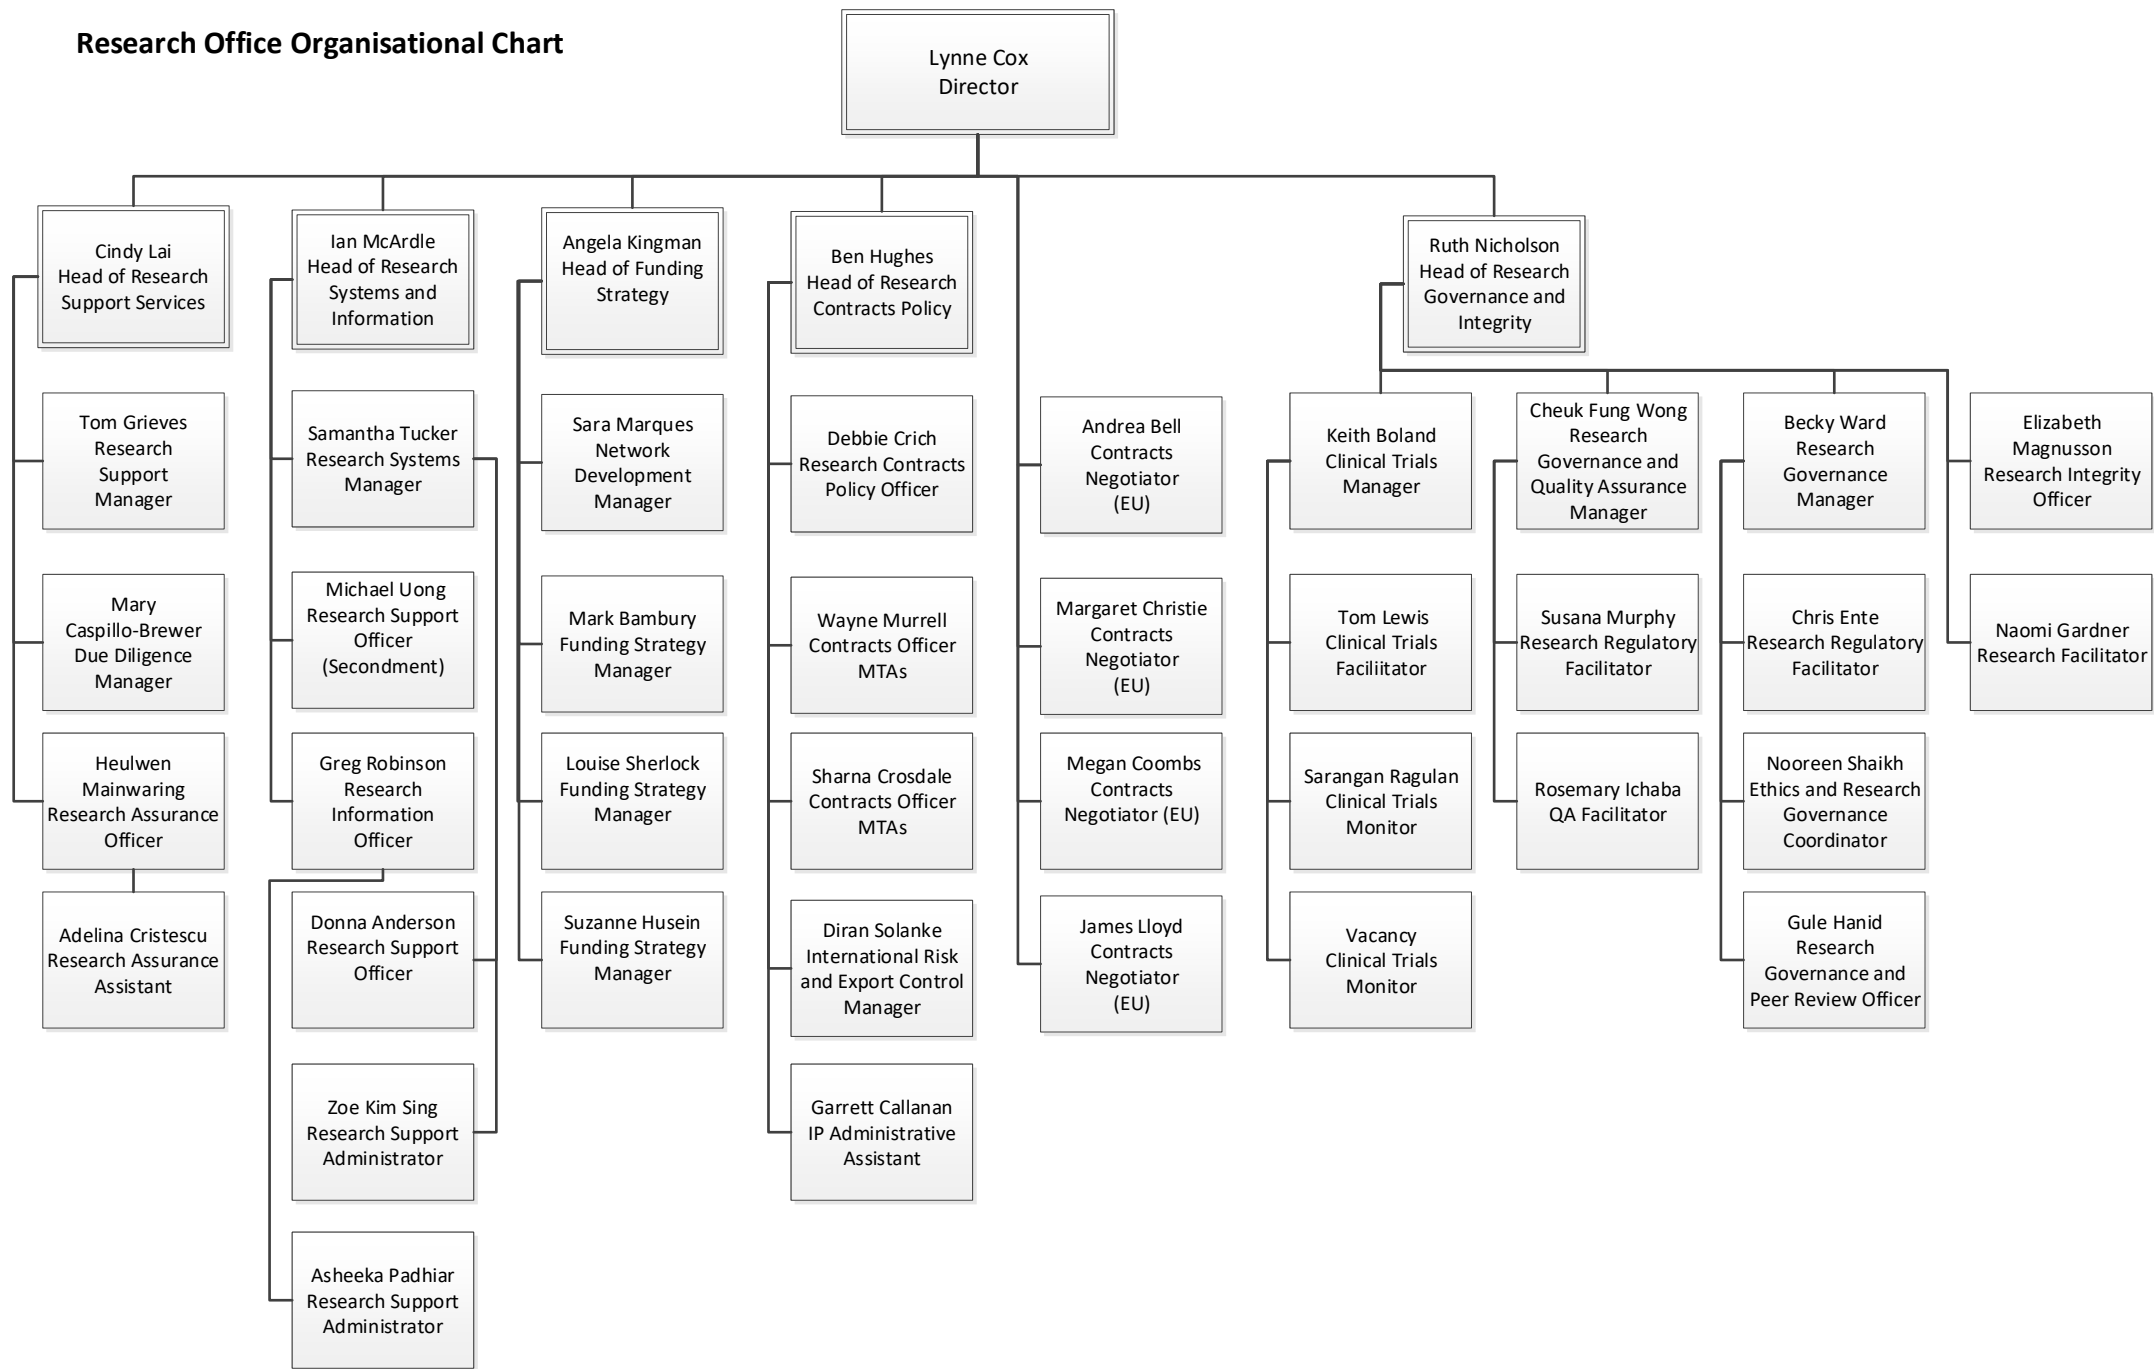 Research Office Organisational Chart
Lynne Cox
Director
Cindy Lai
Head of Research
Support Services
Ian McArdle
Head of Research
Systems and
Information
Angela Kingman
Head of Funding
Strategy
Ben Hughes
Head of Research
Contracts Policy
Ruth Nicholson
Head of Research
Governance and
Integrity
Tom Grieves
Research
Support
Manager
Samantha Tucker
Research Systems
Manager
Sara Marques
Network
Development
Manager
Debbie Crich
Research Contracts
Policy Officer
Andrea Bell
Contracts
Negotiator
(EU)
Keith Boland
Clinical Trials
Manager
Cheuk Fung Wong
Research
Governance and
Quality Assurance
Manager
Becky Ward
Research
Governance
Manager
Elizabeth
Magnusson
Research Integrity
Officer
Mary
Caspillo-Brewer
Due Diligence
Manager
Michael Uong
Research Support
Officer
(Secondment)
Mark Bambury
Funding Strategy
Manager
Wayne Murrell
Contracts Officer
MTAs
Margaret Christie
Contracts
Negotiator
(EU)
Tom Lewis
Clinical Trials
Faciliitator
Susana Murphy
Research Regulatory
Facilitator
Chris Ente
Research Regulatory
Facilitator
Naomi Gardner
Research Facilitator
Heulwen
Mainwaring
Research Assurance
Officer
Greg Robinson
Research
Information
Officer
Louise Sherlock
Funding Strategy
Manager
Sharna Crosdale
Contracts Officer
MTAs
Megan Coombs
Contracts
Negotiator (EU)
Sarangan Ragulan
Clinical Trials
Monitor
Rosemary Ichaba
QA Facilitator
Nooreen Shaikh
Ethics and Research
Governance
Coordinator
Adelina Cristescu
Research Assurance
Assistant
Donna Anderson
Research Support
Officer
Suzanne Husein
Funding Strategy
Manager
Diran Solanke
International Risk
and Export Control
Manager
James Lloyd
Contracts
Negotiator
(EU)
Vacancy
Clinical Trials
Monitor
Gule Hanid
Research
Governance and
Peer Review Officer
Zoe Kim Sing
Research Support
Administrator
Garrett Callanan
IP Administrative
Assistant
Asheeka Padhiar
Research Support
Administrator